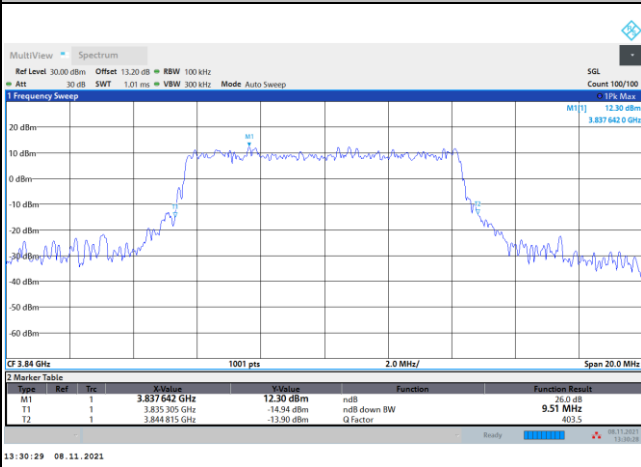 MultiView Spectrum
Ref Level 30.00 dBm Offset 13.20 dB RBW 100 kHz SGL
Att 30 dB SWT 1.01 ms VBW 300 kHz Mode Auto Sweep Count 100/100
1 Frequency Sweep 1Pk Max
M1[1] 12.30 dBm
3.837 642 0 GHz
M1
20 dBm
10 dBm
0 dBm
-10 dBm
T1 T2
-20 dBm
-30 dBm
-40 dBm
-50 dBm
-60 dBm
CF 3.84 GHz 1001 pts 2.0 MHz/ Span 20.0 MHz
2 Marker Table
Type Ref Trc X-Value Y-Value Function Function Result
M1 1 3.837 642 GHz 12.30 dBm ndB 26.0 dB
T1 1 3.835 305 GHz -14.94 dBm ndB down BW 9.51 MHz
T2 1 3.844 815 GHz -13.90 dBm Q Factor 403.5
Ready 08.11.2021
13:30:28
13:30:29 08.11.2021